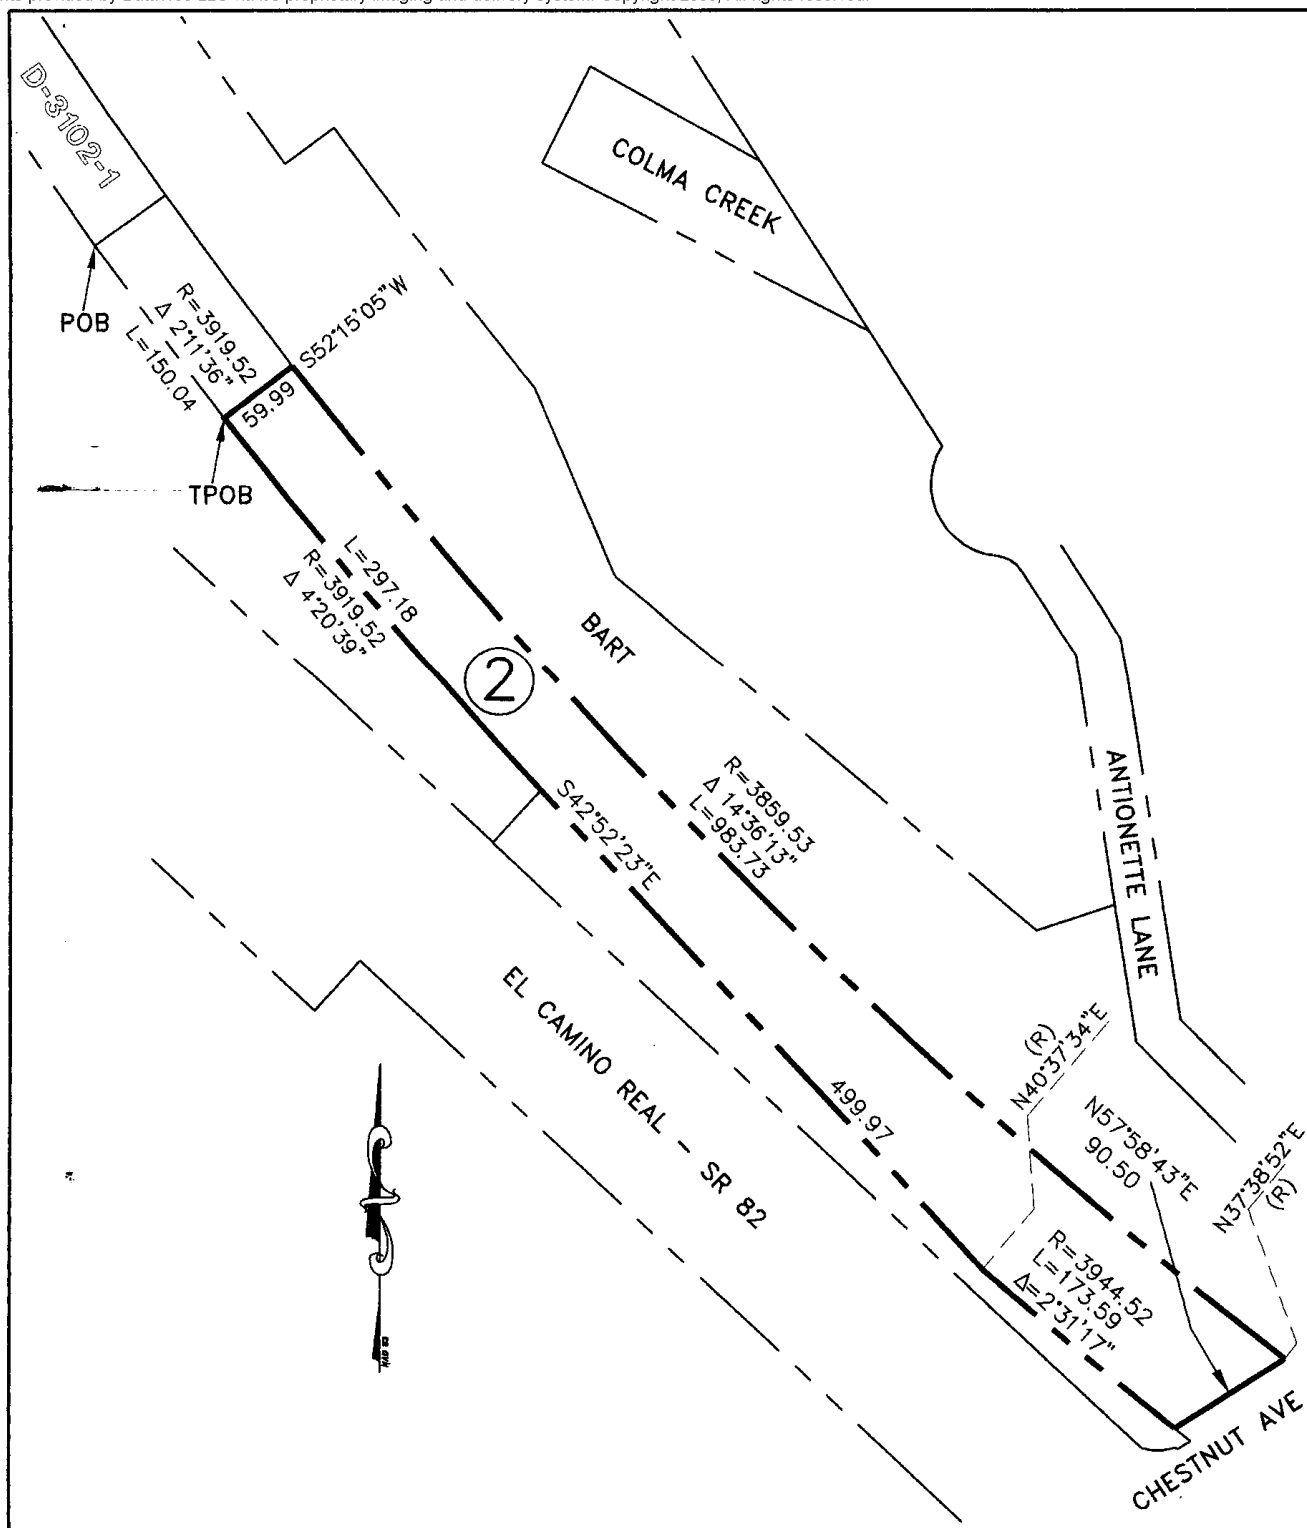 D-3102-1
COLMA CREEK
POB
R=3919.52
Δ 2°11'36"
L=150.04
S52°15'05"W
59.99
TPOB
L=297.18
R=3919.52
Δ 4°20'39"
BART
2
R=3859.53
Δ 14°36'13"
L=983.73
S42°52'23"E
ANTIONETTE LANE
EL CAMINO REAL - SR 82
499.97
(R)
N40°37'34"E
N57°58'43"E
90.50
N37°38'52"E
(R)
R=3944.52
L=173.59
Δ=2°31'17"
NAD 83
CHESTNUT AVE